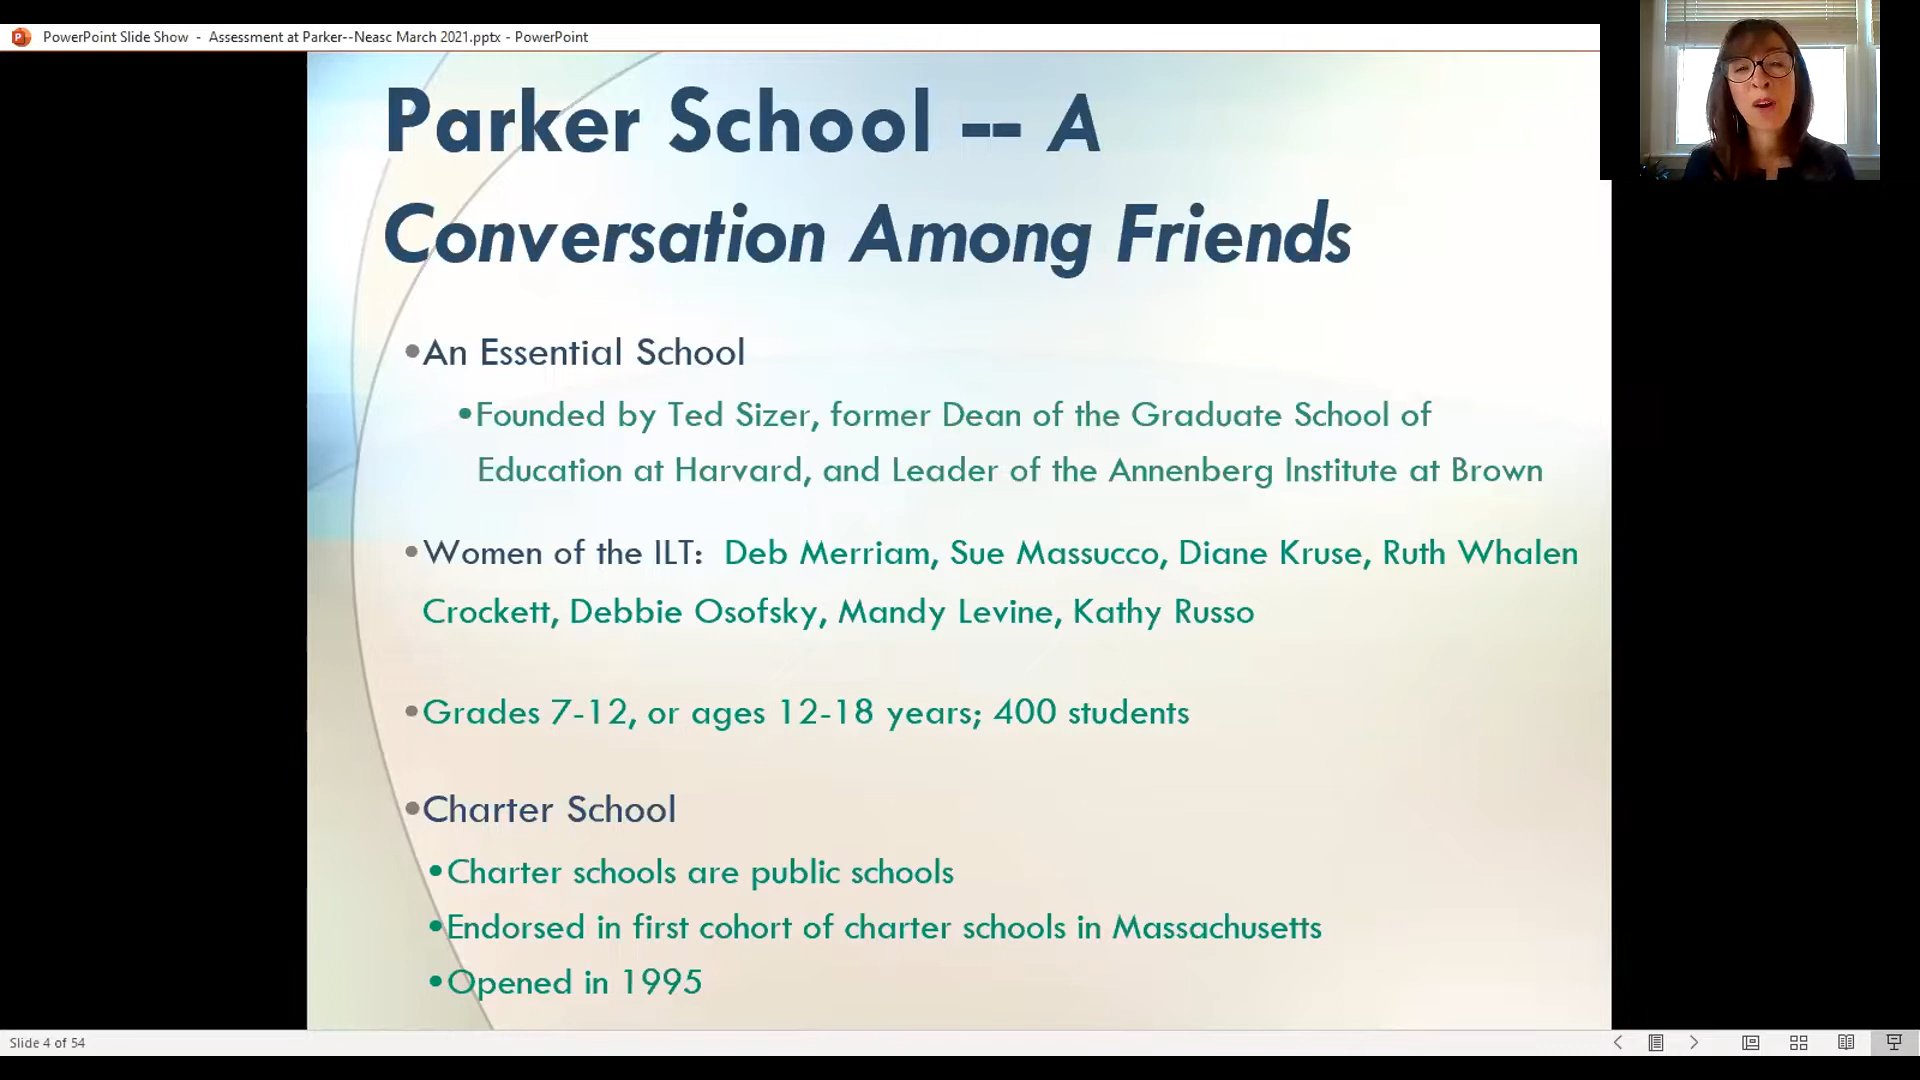 PowerPoint Slide Show - Assessment at Parker--Neasc March 2021.pptx - PowerPoint
Parker School -- A
Conversation Among Friends
•An Essential School
•Founded by Ted Sizer, former Dean of the Graduate School of
Education at Harvard, and Leader of the Annenberg Institute at Brown
•Women of the ILT: Deb Merriam, Sue Massucco, Diane Kruse, Ruth Whalen
Crockett, Debbie Osofsky, Mandy Levine, Kathy Russo
•Grades 7-12, or ages 12-18 years; 400 students
•Charter School
•Charter schools are public schools
•Endorsed in first cohort of charter schools in Massachusetts
•Opened in 1995
Slide 4 of 54